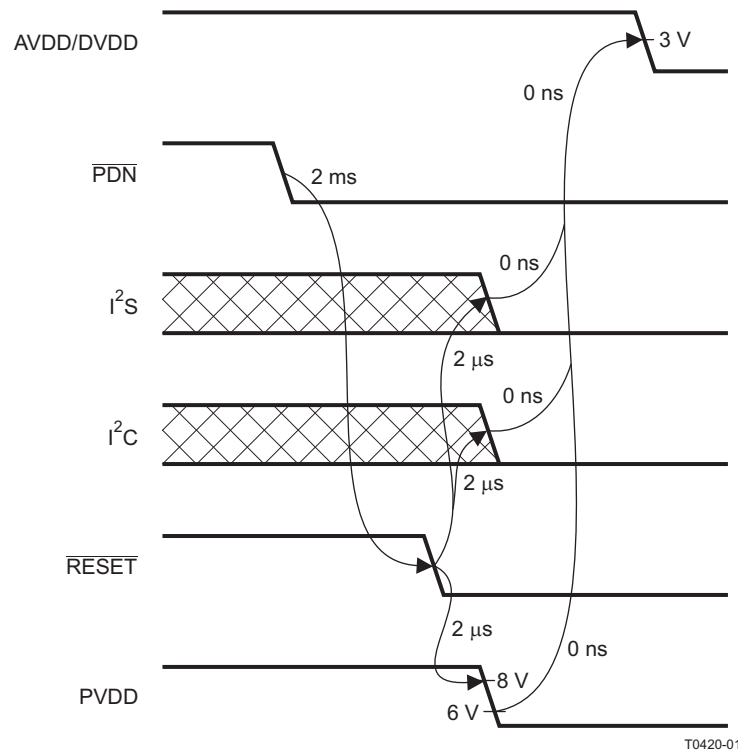 AVDD/DVDD
3 V
0 ns
PDN
2 ms
0 ns
I²S
2 μs
0 ns
I²C
2 μs
RESET
2 μs
0 ns
PVDD
8 V
6 V
T0420-01